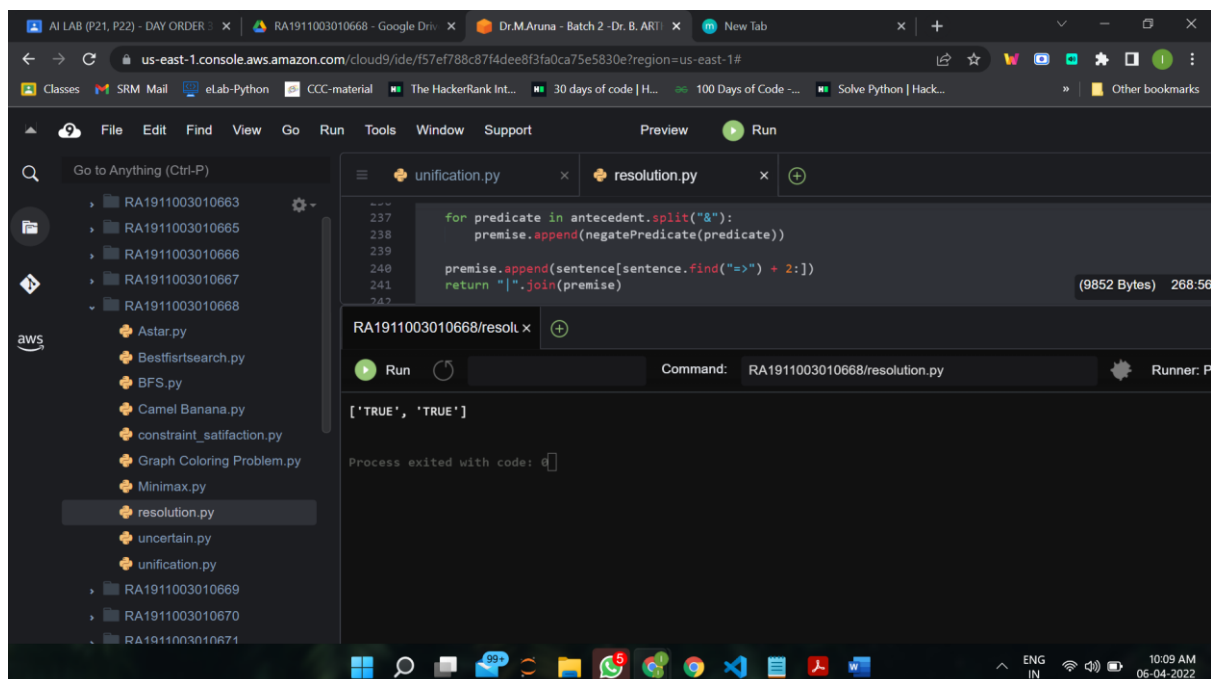 AI LAB (P21, P22) - DAY ORDER 3
RA1911003010668 - Google Driv
Dr.M.Aruna - Batch 2 -Dr. B. ARTI
New Tab
us-east-1.console.aws.amazon.com/cloud9/ide/f57ef788c87f4dee8f3fa0ca75e5830e?region=us-east-1#
Classes
SRM Mail
eLab-Python
CCC-material
The HackerRank Int...
30 days of code | H...
100 Days of Code -...
Solve Python | Hack...
»
Other bookmarks
9 File Edit Find View Go Run Tools Window Support Preview Run
Go to Anything (Ctrl-P)
unification.py
resolution.py
RA1911003010663
RA1911003010665
RA1911003010666
RA1911003010667
RA1911003010668
Astar.py
Bestfisrtsearch.py
BFS.py
Camel Banana.py
constraint_satifaction.py
Graph Coloring Problem.py
Minimax.py
resolution.py
uncertain.py
unification.py
RA1911003010669
RA1911003010670
RA1911003010671
aws
237 for predicate in antecedent.split("&"):
238 premise.append(negatePredicate(predicate))
239
240 premise.append(sentence[sentence.find("=>") + 2:])
241 return "|".join(premise)
242
(9852 Bytes) 268:56
RA1911003010668/resolu
Run
Command: RA1911003010668/resolution.py
Runner: P
['TRUE', 'TRUE']
Process exited with code: 0
99+
5
ENG
IN
10:09 AM
06-04-2022